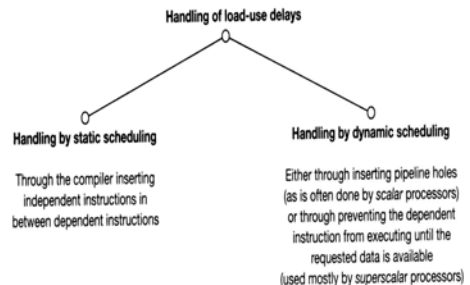 Handling of load-use delays
Handling by static scheduling
Through the compiler inserting
independent instructions in
between dependent instructions
Handling by dynamic scheduling
Either through inserting pipeline holes
(as is often done by scalar processors)
or through preventing the dependent
instruction from executing until the
requested data is available
(used mostly by superscalar processors)